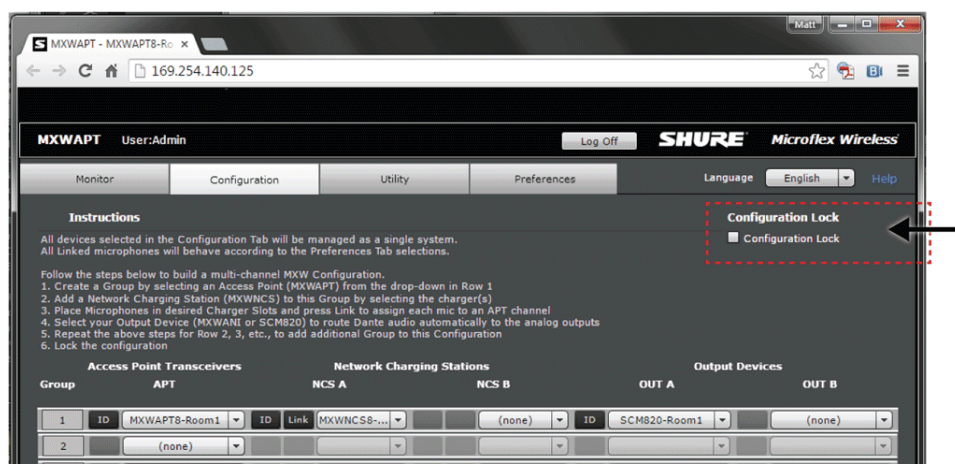 Matt
S MXWAPT - MXWAPT8-Ro
169.254.140.125
MXWAPT User:Admin Log Off SHURE Microflex Wireless
Monitor Configuration Utility Preferences Language English Help
Instructions Configuration Lock
All devices selected in the Configuration Tab will be managed as a single system. Configuration Lock
All Linked microphones will behave according to the Preferences Tab selections.
Follow the steps below to build a multi-channel MXW Configuration.
1. Create a Group by selecting an Access Point (MXWAPT) from the drop-down in Row 1
2. Add a Network Charging Station (MXWNCS) to this Group by selecting the charger(s)
3. Place Microphones in desired Charger Slots and press Link to assign each mic to an APT channel
4. Select your Output Device (MXWANI or SCM820) to route Dante audio automatically to the analog outputs
5. Repeat the above steps for Row 2, 3, etc., to add additional Group to this Configuration
6. Lock the configuration
Access Point Transceivers Network Charging Stations Output Devices
Group APT NCS A NCS B OUT A OUT B
1 ID MXWAPT8-Room1 ID Link MXWNCS8-... (none) ID SCM820-Room1 (none)
2 (none)